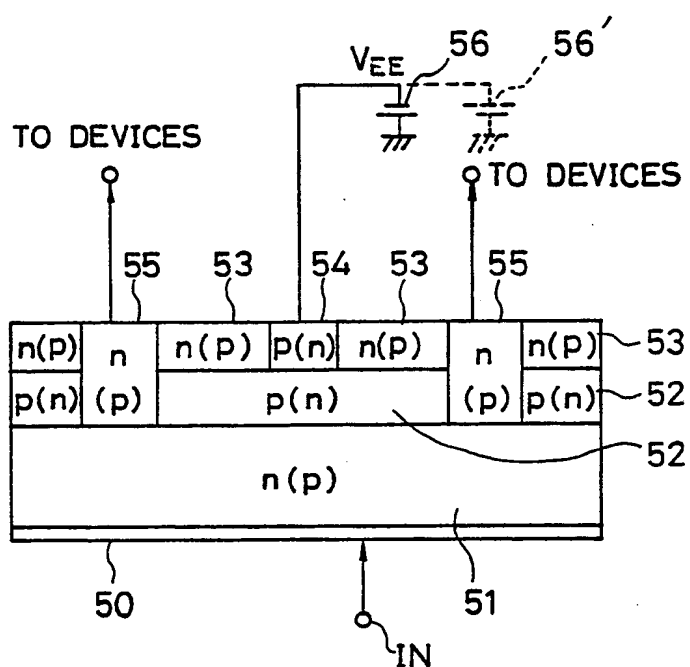 56
56'
VEE
TO DEVICES
TO DEVICES
55
53
54
53
55
n(p)
n
(p)
n(p)
p(n)
n(p)
n
(p)
n(p)
53
p(n)
p(n)
p(n)
52
52
n(p)
50
51
IN